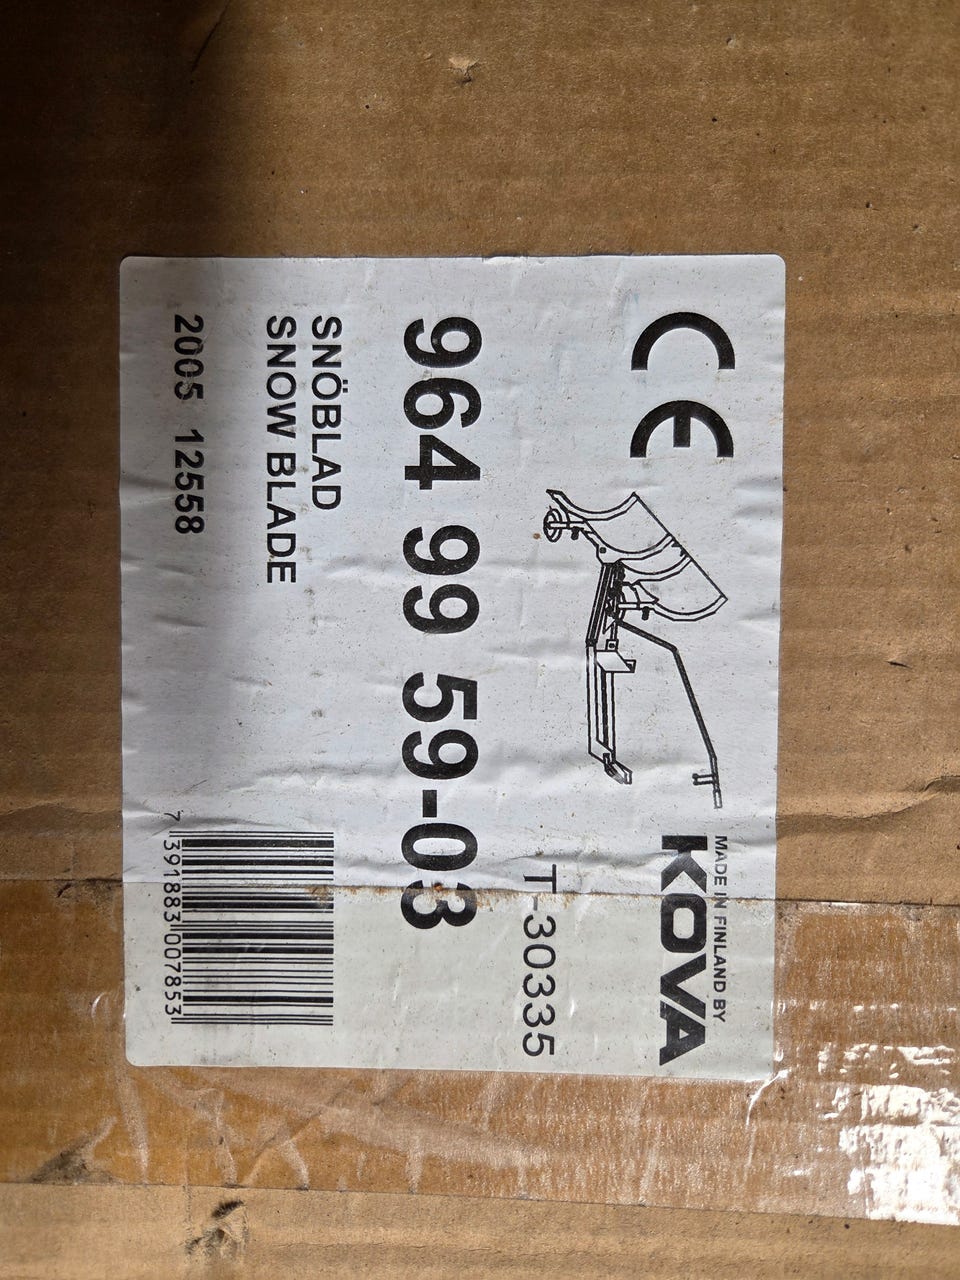 CE
MADE IN FINLAND BY
KOVA
T-30335
964 99 59-03
SNÖBLAD
SNOW BLADE
2005 12558
7 391883 007853